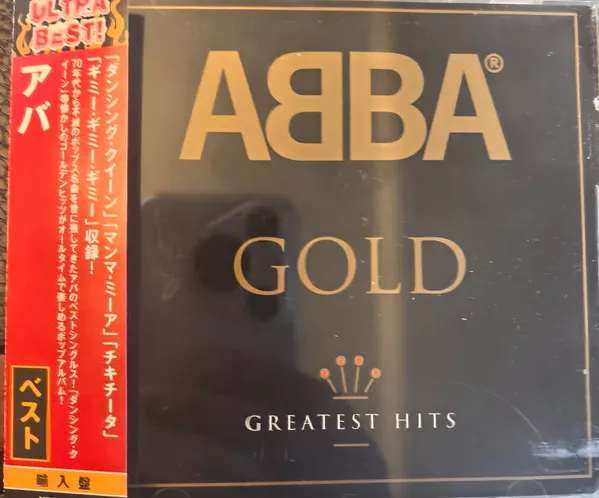 ULTRA
BEST!
アバ
「ダンシング・クイーン」「マンマ・ミーア」「チキチータ」
「ギミー・ギミー・ギミー」収録!
70年代から不滅のポップス名曲を世に残してきたアバのベストシングルス!「ダンシング・ク
イーン」等懐かしのゴールデンヒッツがオールタイムで楽しめるポップアルバム!
ベスト
輸入盤
ABBA®
GOLD
GREATEST HITS